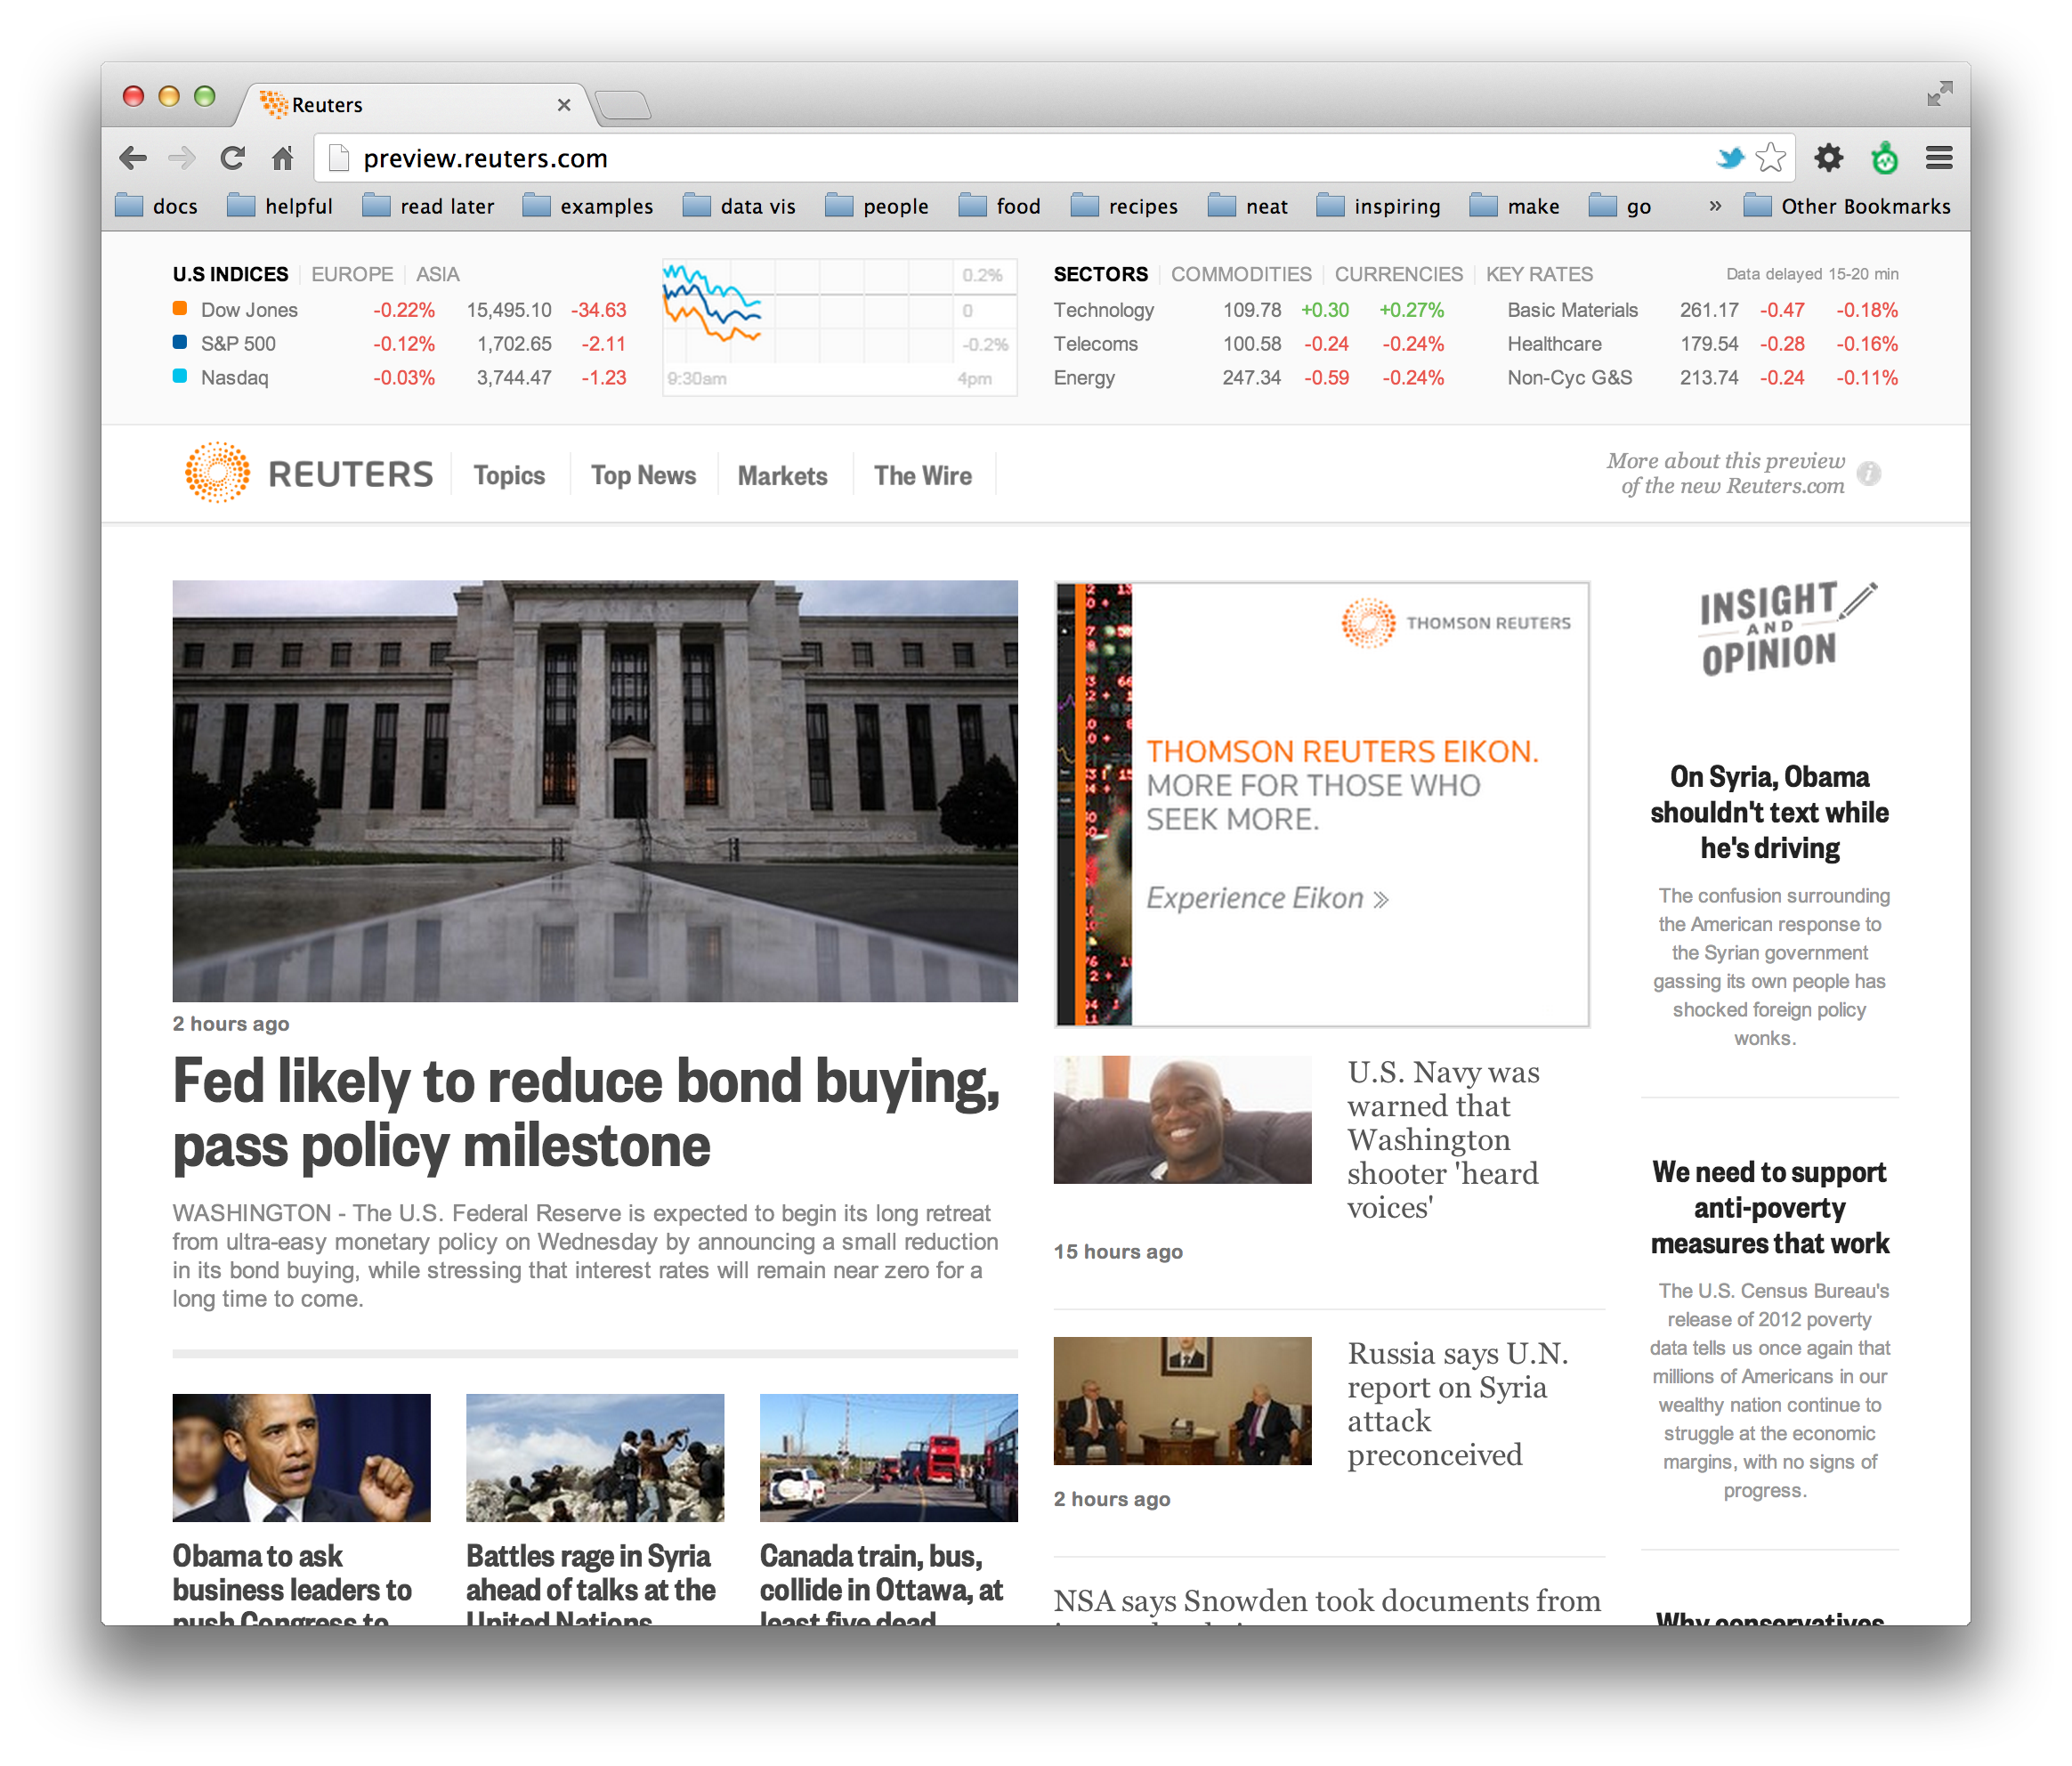 Reuters
preview.reuters.com
docs helpful read later examples data vis people food recipes neat inspiring make go » Other Bookmarks
U.S INDICES EUROPE ASIA
Dow Jones -0.22% 15,495.10 -34.63
S&P 500 -0.12% 1,702.65 -2.11
Nasdaq -0.03% 3,744.47 -1.23
0.2%
0
-0.2%
9:30am 4pm
SECTORS COMMODITIES CURRENCIES KEY RATES Data delayed 15-20 min
Technology 109.78 +0.30 +0.27% Basic Materials 261.17 -0.47 -0.18%
Telecoms 100.58 -0.24 -0.24% Healthcare 179.54 -0.28 -0.16%
Energy 247.34 -0.59 -0.24% Non-Cyc G&S 213.74 -0.24 -0.11%
REUTERS Topics Top News Markets The Wire
More about this preview
of the new Reuters.com
2 hours ago
Fed likely to reduce bond buying,
pass policy milestone
WASHINGTON - The U.S. Federal Reserve is expected to begin its long retreat
from ultra-easy monetary policy on Wednesday by announcing a small reduction
in its bond buying, while stressing that interest rates will remain near zero for a
long time to come.
Obama to ask
business leaders to
push Congress to
Battles rage in Syria
ahead of talks at the
United Nations
Canada train, bus,
collide in Ottawa, at
least five dead
THOMSON REUTERS
THOMSON REUTERS EIKON.
MORE FOR THOSE WHO
SEEK MORE.
Experience Eikon »
U.S. Navy was
warned that
Washington
shooter 'heard
voices'
15 hours ago
Russia says U.N.
report on Syria
attack
preconceived
2 hours ago
NSA says Snowden took documents from
INSIGHT
AND
OPINION
On Syria, Obama
shouldn't text while
he's driving
The confusion surrounding
the American response to
the Syrian government
gassing its own people has
shocked foreign policy
wonks.
We need to support
anti-poverty
measures that work
The U.S. Census Bureau's
release of 2012 poverty
data tells us once again that
millions of Americans in our
wealthy nation continue to
struggle at the economic
margins, with no signs of
progress.
Why conservatives